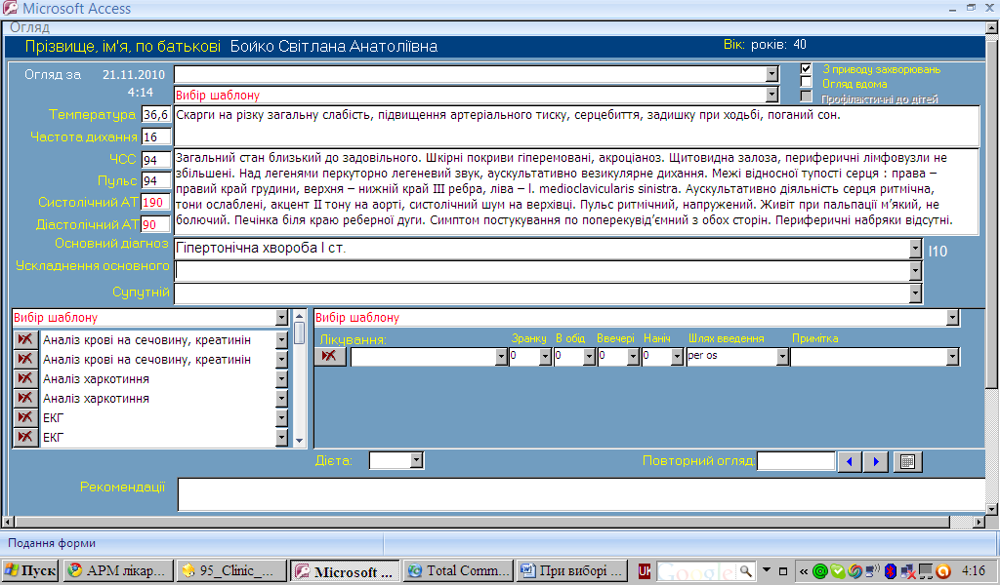 Microsoft Access
Огляд
Прізвище, ім'я, по батькові Бойко Світлана Анатоліївна Вік: років: 40
Огляд за 21.11.2010
4:14
Вибір шаблону
З приводу захворювань
Огляд вдома
Профілактичні до дітей
Температура 36,6
Частота дихання 16
ЧСС 94
Пульс 94
Систолічний АТ 190
Діастолічний АТ 90
Скарги на різку загальну слабість, підвищення артеріального тиску, серцебиття, задишку при ходьбі, поганий сон.
Загальний стан близький до задовільного. Шкірні покриви гіперемовані, акроціаноз. Щитовидна залоза, периферичні лімфовузли не
збільшені. Над легенями перкуторно легеневий звук, аускультативно везикулярне дихання. Межі відносної тупості серця : права –
правий край грудини, верхня – нижній край III ребра, ліва – l. medioclavicularis sinistra. Аускультативно діяльність серця ритмічна,
тони ослаблені, акцент II тону на аорті, систолічний шум на верхівці. Пульс ритмічний, напружений. Живіт при пальпації м’який, не
болючий. Печінка біля краю реберної дуги. Симптом постукування по поперекувід’ємний з обох сторін. Периферичні набряки відсутні.
Основний діагноз Гіпертонічна хвороба I ст. I10
Ускладнення основного
Супутній
Вибір шаблону
Аналіз крові на сечовину, креатинін
Аналіз крові на сечовину, креатинін
Аналіз харкотиння
Аналіз харкотиння
ЕКГ
ЕКГ
Вибір шаблону
Лікування: Зранку В обід Ввечері Наніч Шлях введення Примітка
0 0 0 0 per os
Дієта: Повторний огляд:
Рекомендації
Подання форми
Пуск АРМ лікар... 95_Clinic_... Microsoft ... Total Comm... При виборі ... UK Google « 4:16